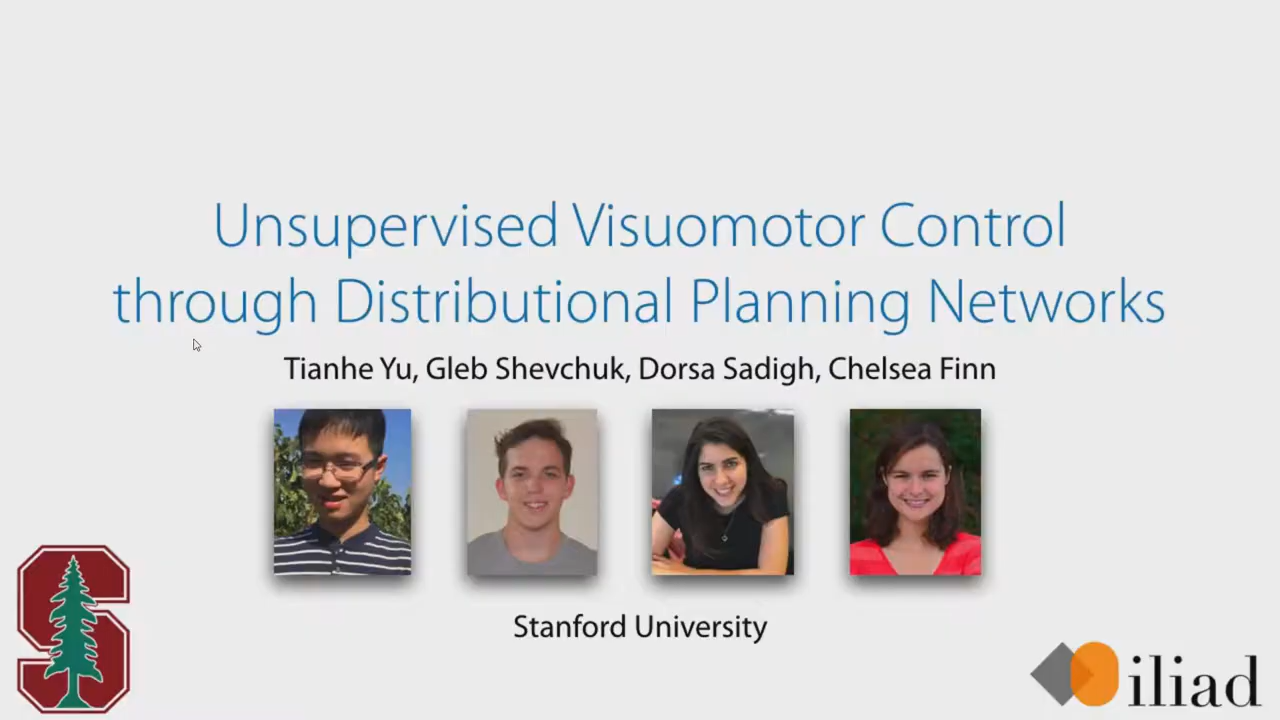 Unsupervised Visuomotor Control
through Distributional Planning Networks
Tianhe Yu, Gleb Shevchuk, Dorsa Sadigh, Chelsea Finn
Stanford University
iliad